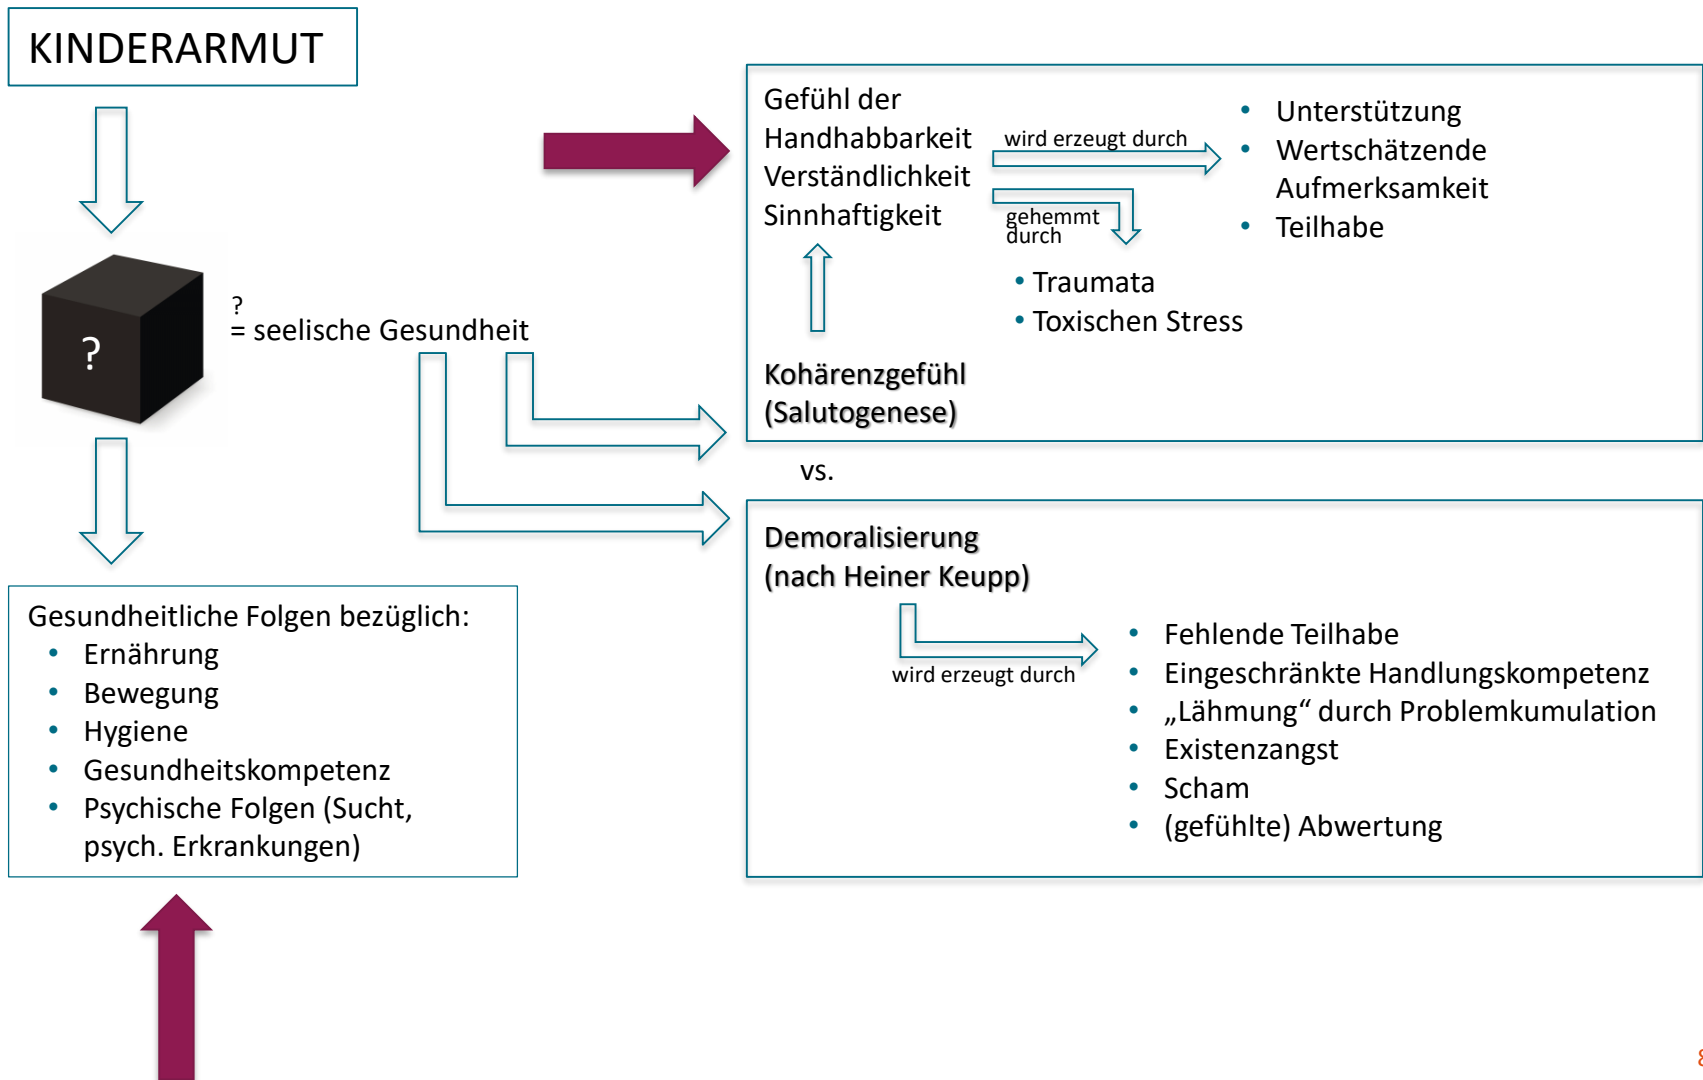 KINDERARMUT
?
?
= seelische Gesundheit
Gesundheitliche Folgen bezüglich:
• Ernährung
• Bewegung
• Hygiene
• Gesundheitskompetenz
• Psychische Folgen (Sucht,
psych. Erkrankungen)
Gefühl der
Handhabbarkeit
Verständlichkeit
Sinnhaftigkeit
wird erzeugt durch
• Unterstützung
• Wertschätzende
Aufmerksamkeit
• Teilhabe
gehemmt
durch
• Traumata
• Toxischen Stress
Kohärenzgefühl
(Salutogenese)
vs.
Demoralisierung
(nach Heiner Keupp)
wird erzeugt durch
• Fehlende Teilhabe
• Eingeschränkte Handlungskompetenz
• „Lähmung“ durch Problemkumulation
• Existenzangst
• Scham
• (gefühlte) Abwertung